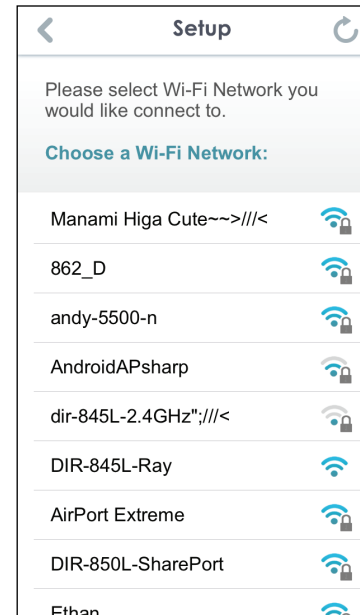 Setup
Please select Wi-Fi Network you
would like connect to.
Choose a Wi-Fi Network:
Manami Higa Cute~~>///<
862_D
andy-5500-n
AndroidAPsharp
dir-845L-2.4GHz";///<
DIR-845L-Ray
AirPort Extreme
DIR-850L-SharePort
Ethan